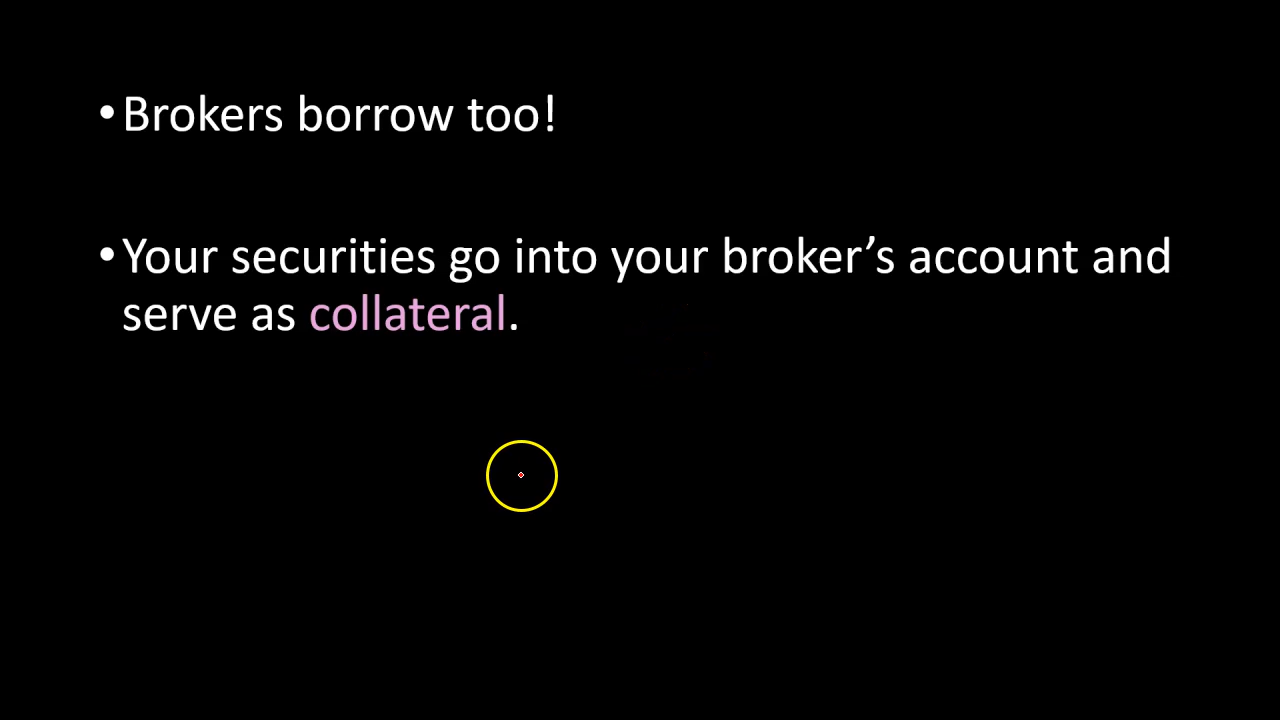 •Brokers borrow too!
•Your securities go into your broker’s account and
serve as collateral.